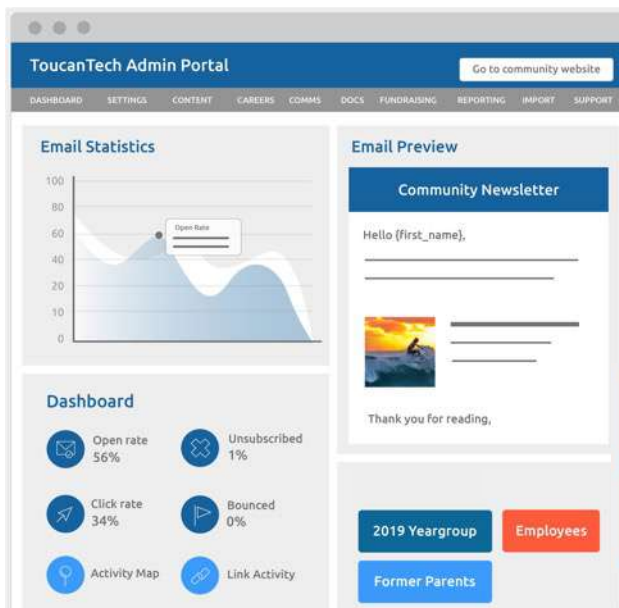 ToucanTech Admin Portal
Go to community website
DASHBOARD SETTINGS CONTENT CAREERS COMMS DOCS FUNDRAISING REPORTING IMPORT SUPPORT
Email Statistics
100
80
60
40
20
10
0
Open Rate
Email Preview
Community Newsletter
Hello {first_name},
Thank you for reading,
Dashboard
Open rate
56%
Unsubscribed
1%
Click rate
34%
Bounced
0%
Activity Map
Link Activity
2019 Yeargroup
Employees
Former Parents